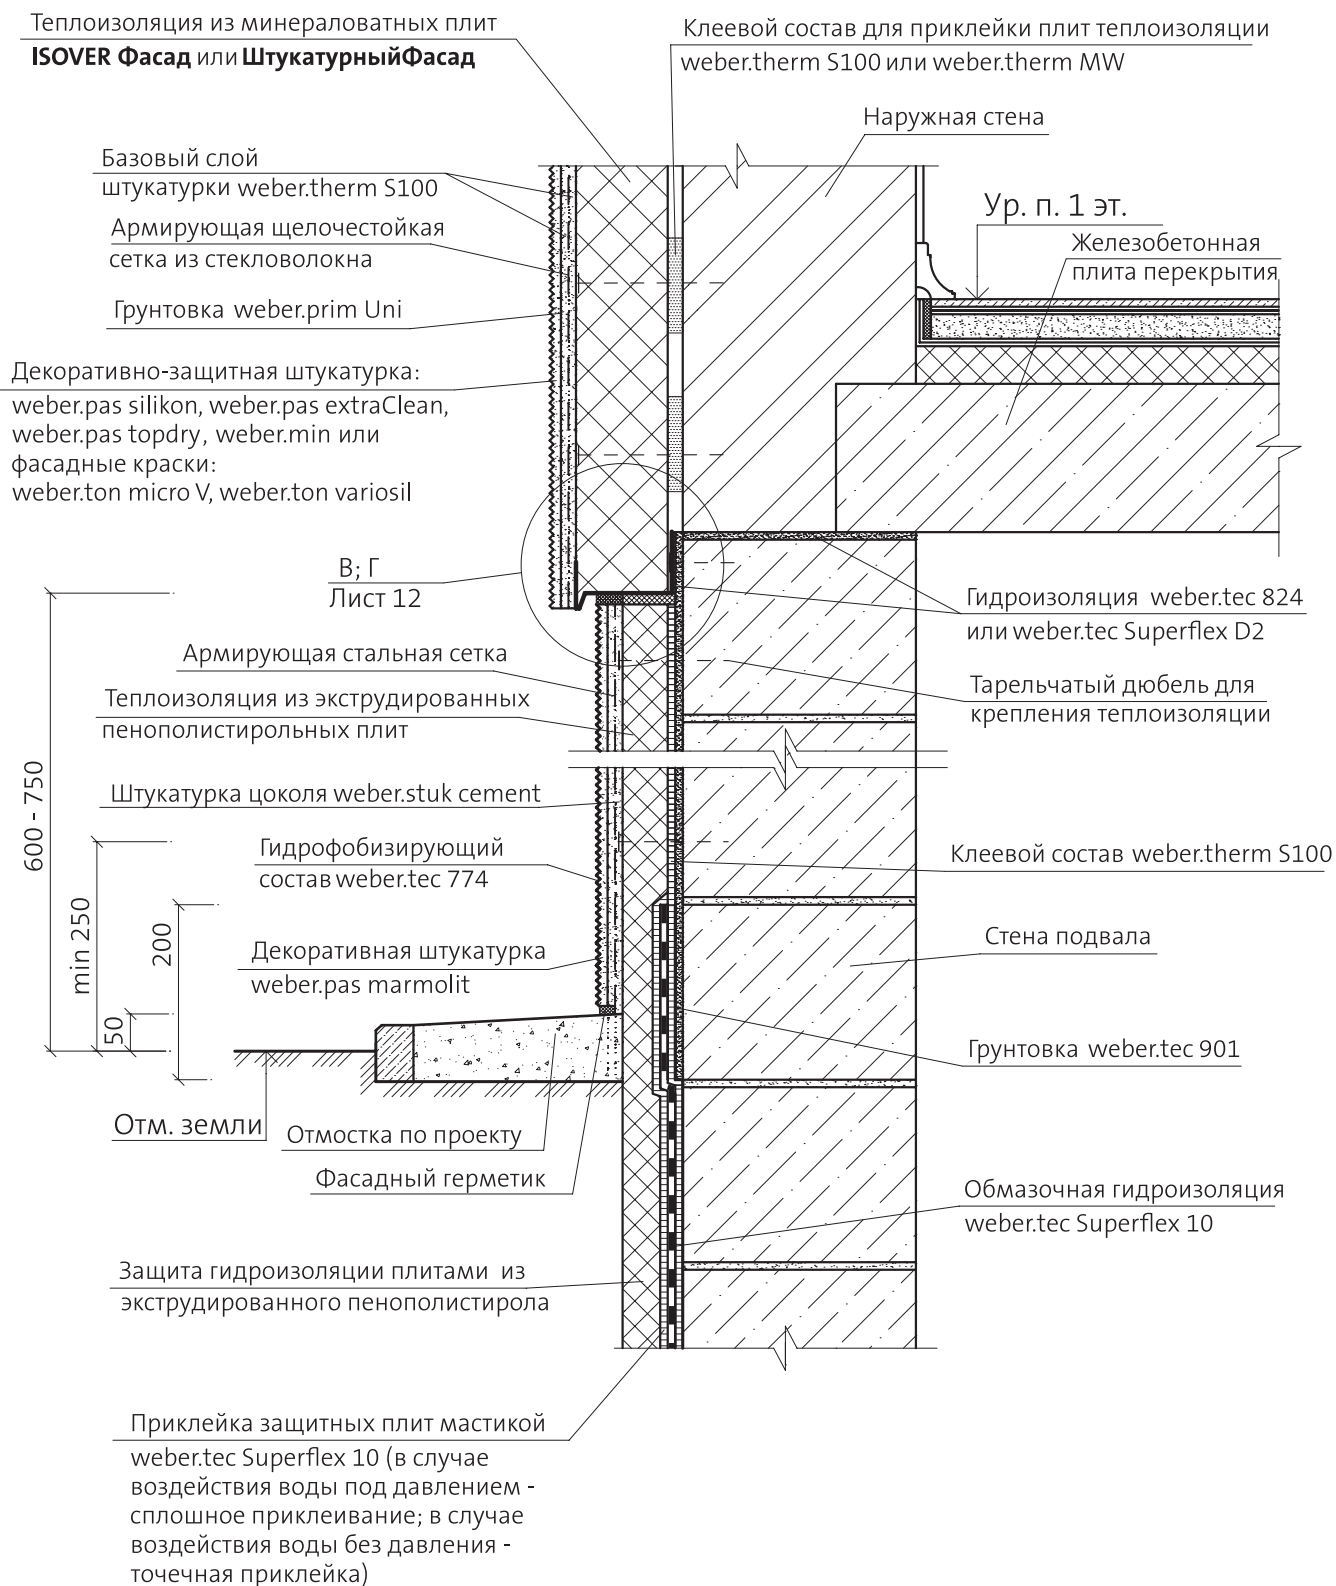 Теплоизоляция из минераловатных плит
ISOVER Фасад или ШтукатурныйФасад
Клеевой состав для приклейки плит теплоизоляции
weber.therm S100 или weber.therm MW
Наружная стена
Базовый слой
штукатурки weber.therm S100
Армирующая щелочестойкая
сетка из стекловолокна
Грунтовка weber.prim Uni
Декоративно-защитная штукатурка:
weber.pas silikon, weber.pas extraClean,
weber.pas topdry, weber.min или
фасадные краски:
weber.ton micro V, weber.ton variosil
Ур. п. 1 эт.
Железобетонная
плита перекрытия
В; Г
Лист 12
Гидроизоляция weber.tec 824
или weber.tec Superflex D2
Армирующая стальная сетка
Теплоизоляция из экструдированных
пенополистирольных плит
Тарельчатый дюбель для
крепления теплоизоляции
Штукатурка цоколя weber.stuk cement
Гидрофобизирующий
состав weber.tec 774
Клеевой состав weber.therm S100
Декоративная штукатурка
weber.pas marmolit
Стена подвала
600 - 750
min 250
200
50
Грунтовка weber.tec 901
Отм. земли
Отмостка по проекту
Фасадный герметик
Обмазочная гидроизоляция
weber.tec Superflex 10
Защита гидроизоляции плитами из
экструдированного пенополистирола
Приклейка защитных плит мастикой
weber.tec Superflex 10 (в случае
воздействия воды под давлением -
сплошное приклеивание; в случае
воздействия воды без давления -
точечная приклейка)